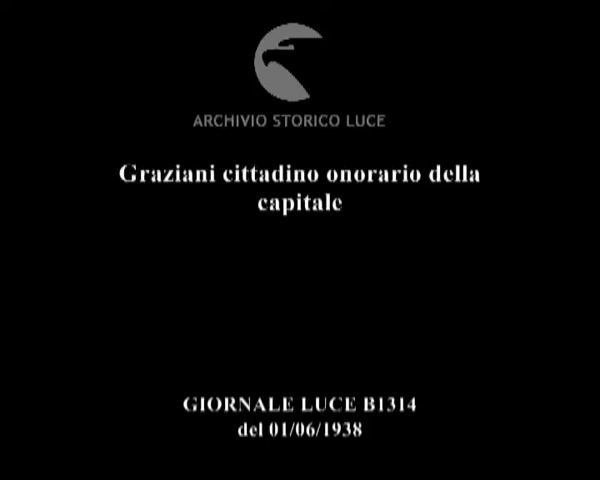 ARCHIVIO STORICO LUCE
Graziani cittadino onorario della
capitale
GIORNALE LUCE B1314
del 01/06/1938